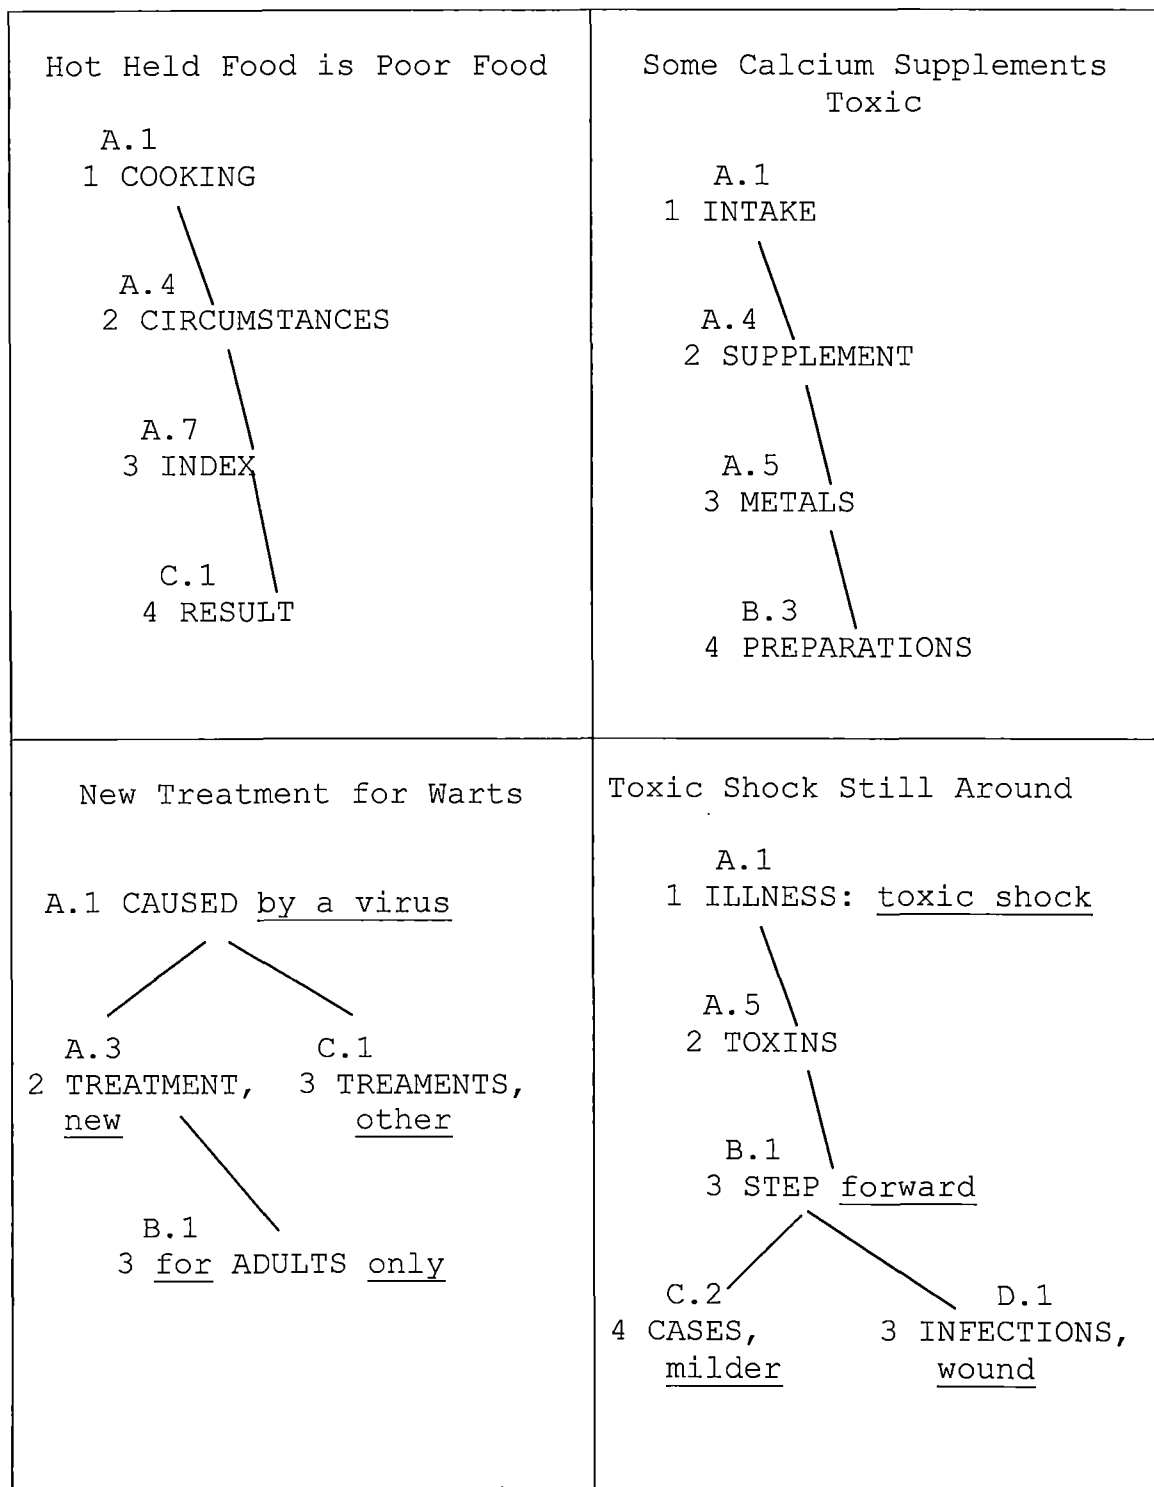 Hot Held Food is Poor Food
A.1
1 COOKING
A.4
2 CIRCUMSTANCES
A.7
3 INDEX
C.1
4 RESULT
Some Calcium Supplements
Toxic
A.1
1 INTAKE
A.4
2 SUPPLEMENT
A.5
3 METALS
B.3
4 PREPARATIONS
New Treatment for Warts
A.1 CAUSED by a virus
A.3 C.1
2 TREATMENT, 3 TREAMENTS,
new other
B.1
3 for ADULTS only
Toxic Shock Still Around
A.1
1 ILLNESS: toxic shock
A.5
2 TOXINS
B.1
3 STEP forward
C.2 D.1
4 CASES, 3 INFECTIONS,
milder wound